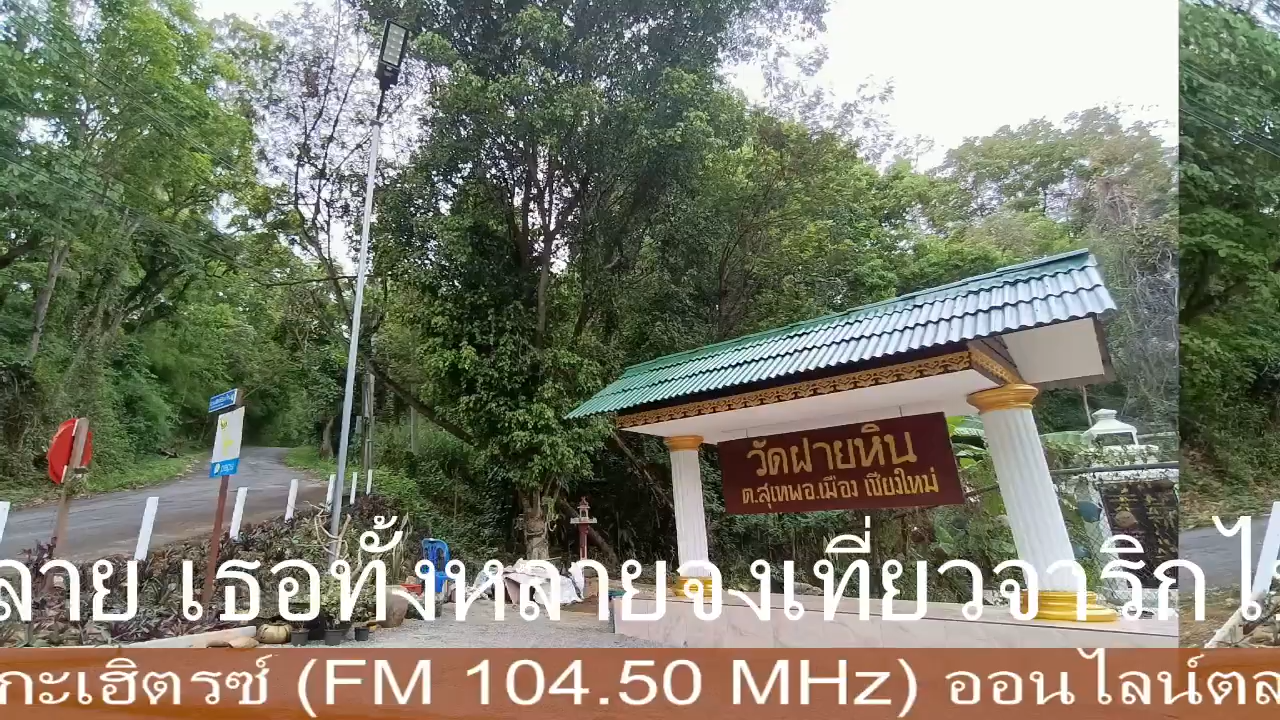 วัดฝายหิน
ต.สุเทพอ.เมือง เชียงใหม่
ลาย เธอทั้งหลายจงเที่ยวจาริกไ
กะเฮิตรซ์ (FM 104.50 MHz) ออนไลน์ตล